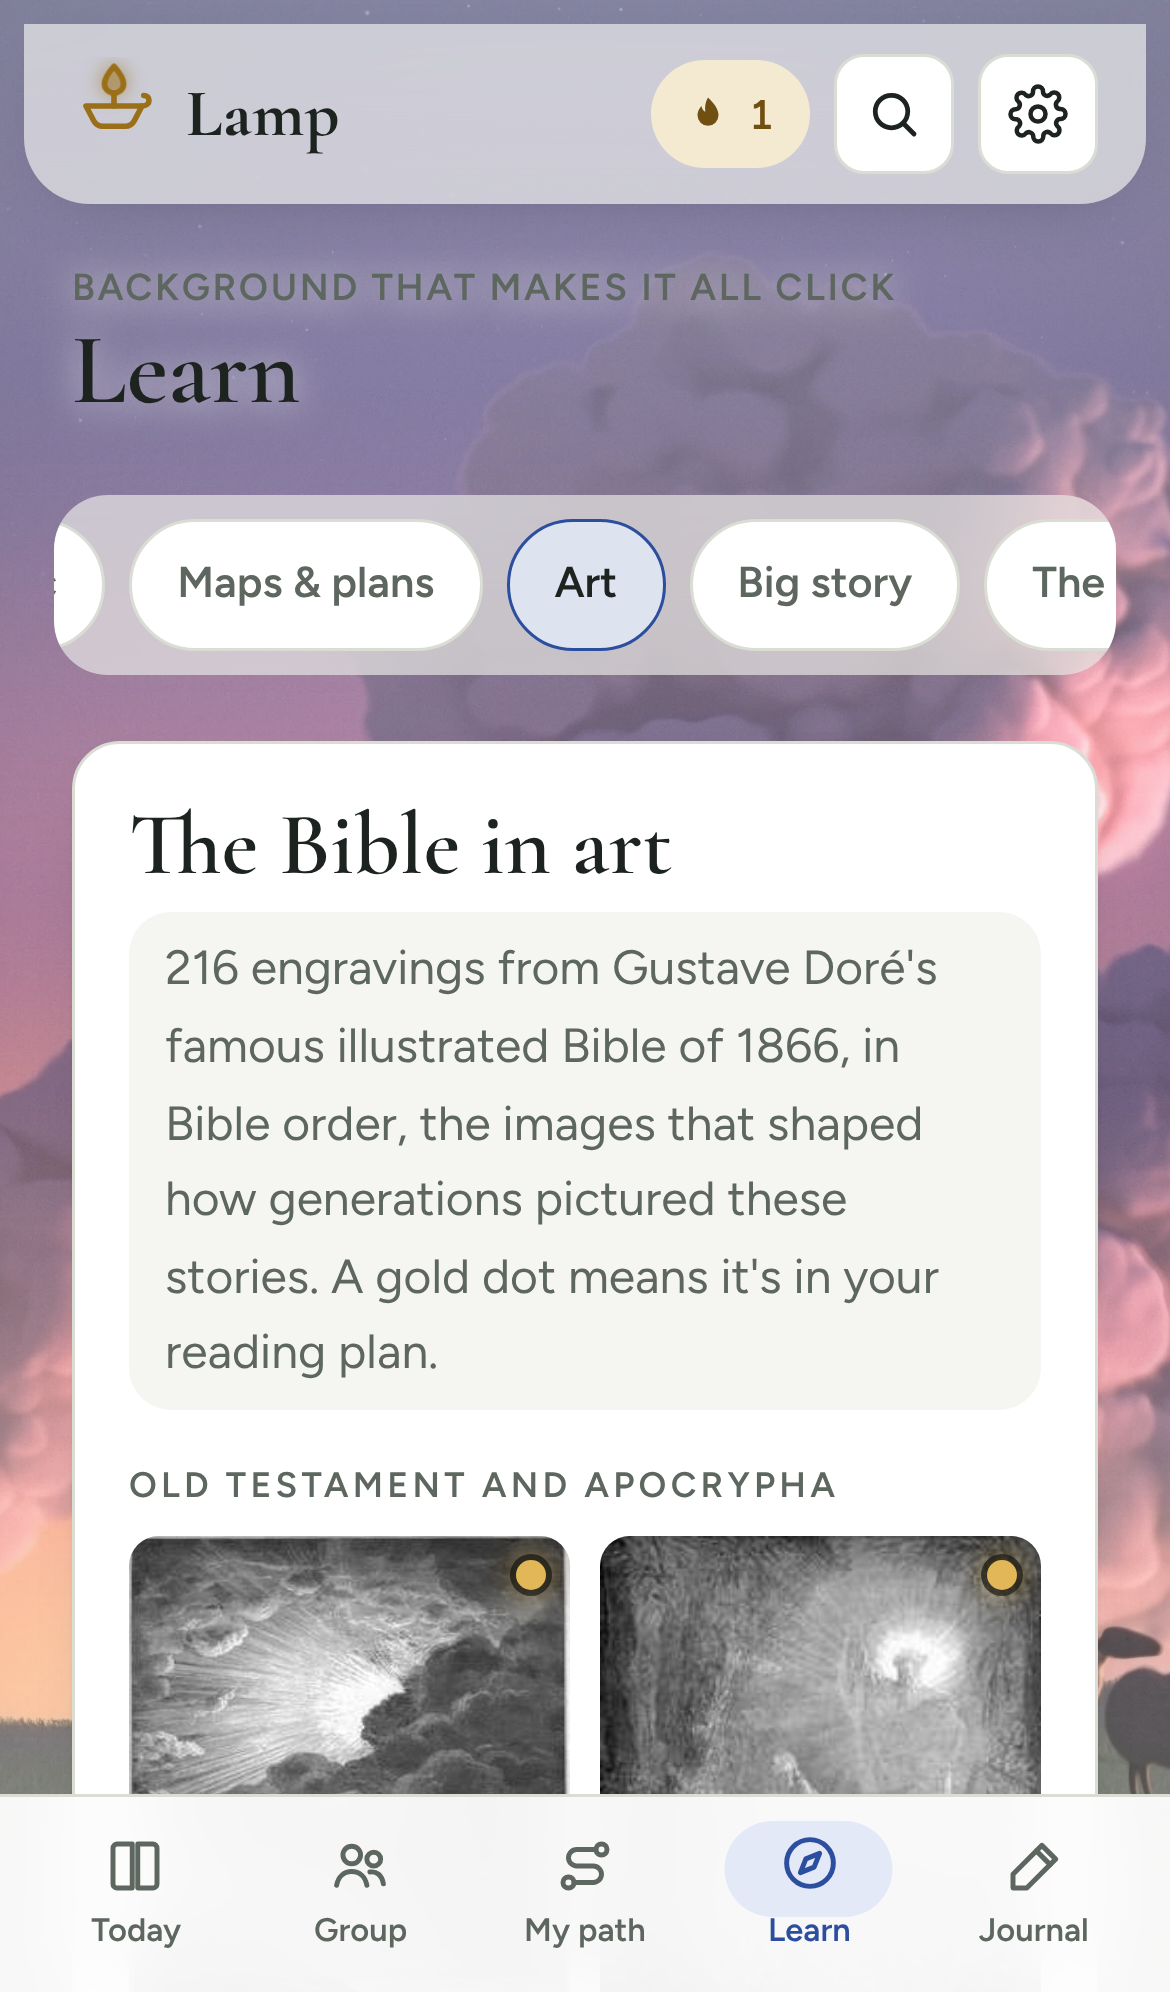 Lamp
1
BACKGROUND THAT MAKES IT ALL CLICK
Learn
Maps & plans
Art
Big story
The
The Bible in art
216 engravings from Gustave Doré's
famous illustrated Bible of 1866, in
Bible order, the images that shaped
how generations pictured these
stories. A gold dot means it's in your
reading plan.
OLD TESTAMENT AND APOCRYPHA
Today
Group
My path
Learn
Journal